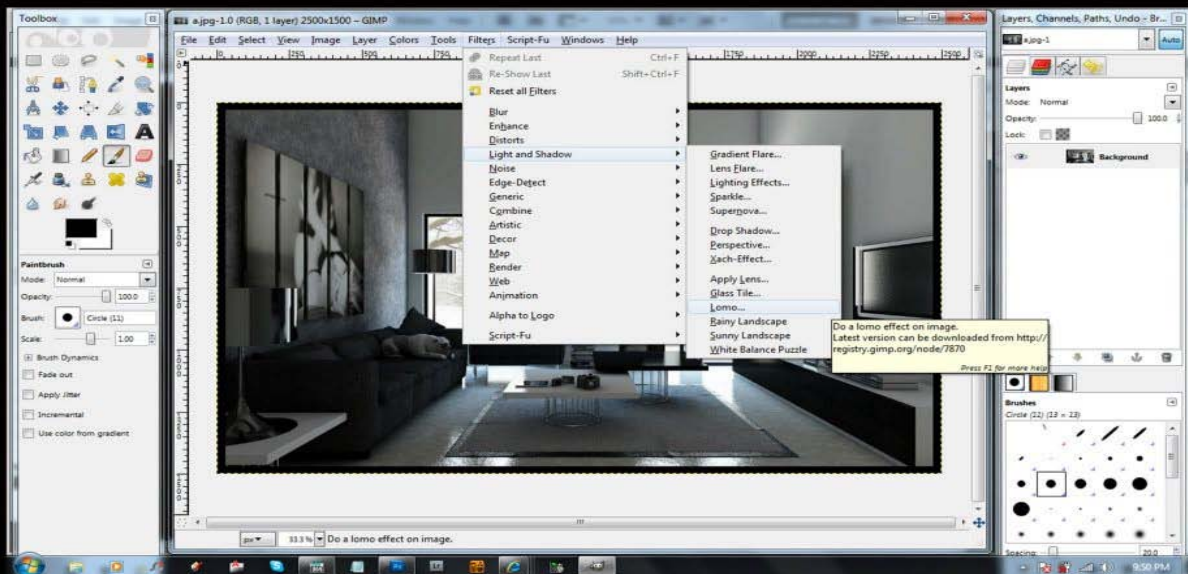 Toolbox
a.jpg-1.0 (RGB, 1 layer) 2500x1500 – GIMP
File Edit Select View Image Layer Colors Tools Filters Script-Fu Windows Help
Repeat Last Ctrl+F
Re-Show Last Shift+Ctrl+F
Reset all Filters
Blur
Enhance
Distorts
Light and Shadow
Noise
Edge-Detect
Generic
Combine
Artistic
Decor
Map
Render
Web
Animation
Alpha to Logo
Script-Fu
Gradient Flare...
Lens Flare...
Lighting Effects...
Sparkle...
Supernova...
Drop Shadow...
Perspective...
Xach-Effect...
Apply Lens...
Glass Tile...
Lomo...
Rainy Landscape
Sunny Landscape
White Balance Puzzle
Do a lomo effect on image.
Latest version can be downloaded from http://
registry.gimp.org/node/7870
Press F1 for more help
Paintbrush
Mode: Normal
Opacity: 100.0
Brush: Circle (11)
Scale: 1.00
Brush Dynamics
Fade out
Apply Jitter
Incremental
Use color from gradient
px 33.3 % Do a lomo effect on image.
Layers, Channels, Paths, Undo - Br...
a.jpg-1 Auto
Layers
Mode: Normal
Opacity: 100.0
Lock:
Background
Brushes
Circle (11) (13 × 13)
Spacing: 20.0
9:50 PM